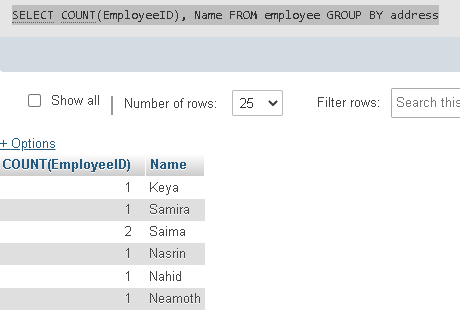 SELECT COUNT(EmployeeID), Name FROM employee GROUP BY address
Show all Number of rows: 25 Filter rows: Search this
+ Options
COUNT(EmployeeID) Name
1 Keya
1 Samira
2 Saima
1 Nasrin
1 Nahid
1 Neamoth